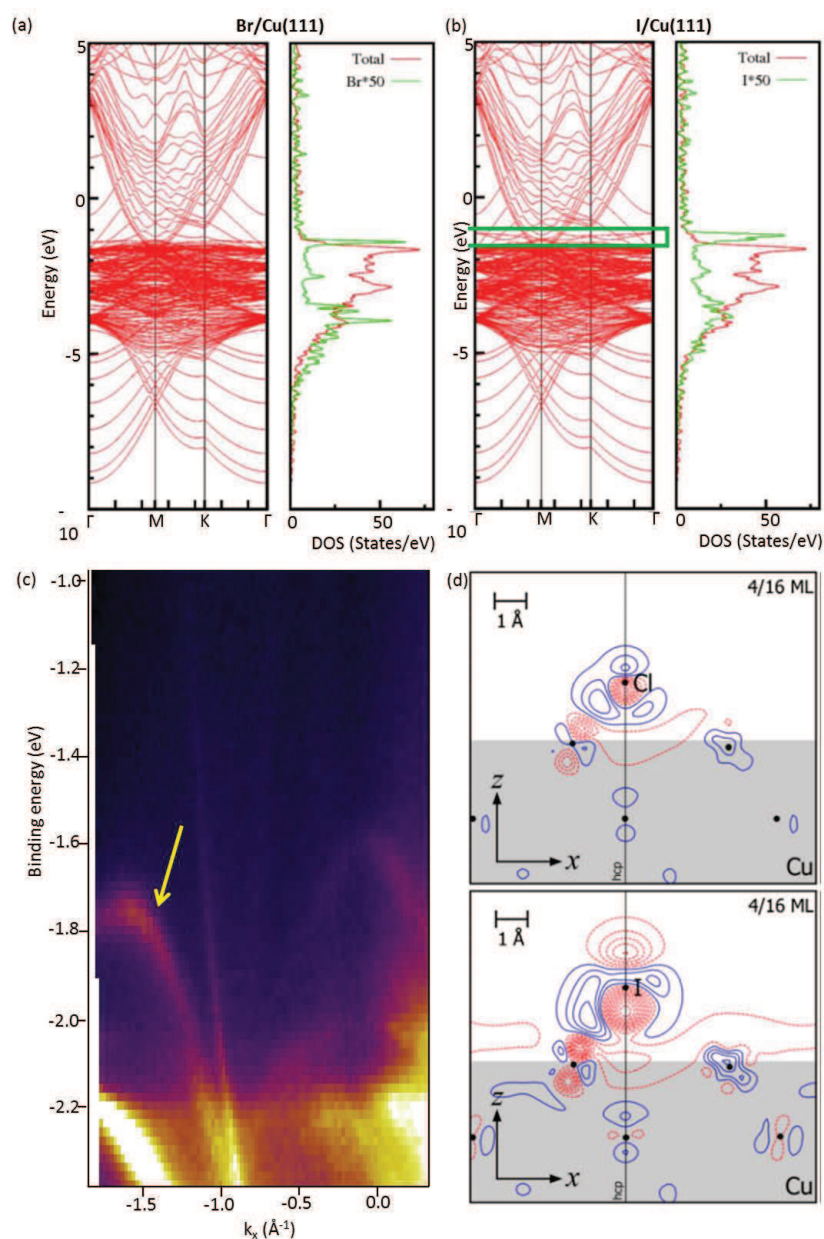 (a) Br/Cu(111) (b) I/Cu(111)
5
0
-5
-
10
Energy (eV)
Γ M K Γ
Total
Br*50
0 50
DOS (States/eV)
5
0
-5
-
10
Energy (eV)
Γ M K Γ
Total
I*50
0 50
DOS (States/eV)
(c)
-1.0
-1.2
-1.4
-1.6
-1.8
-2.0
-2.2
Binding energy (eV)
-1.5 -1.0 -0.5 0.0
kₓ (Å⁻¹)
(d)
4/16 ML
1 Å
Cl
z
x
hcp
Cu
4/16 ML
1 Å
I
z
x
hcp
Cu